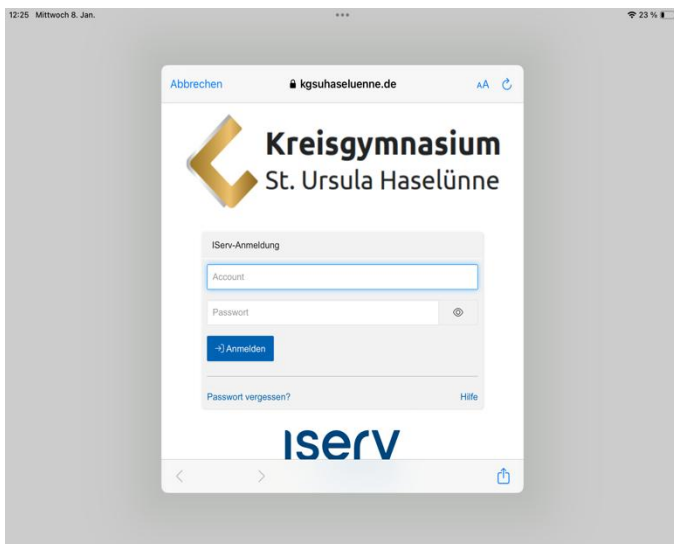 12:25 Mittwoch 8. Jan.
23 %
Abbrechen
kgsuhaseluenne.de
AA
Kreisgymnasium
St. Ursula Haselünne
IServ-Anmeldung
Account
Passwort
Anmelden
Passwort vergessen?
Hilfe
IServ